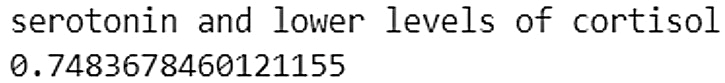 serotonin and lower levels of cortisol
0.7483678460121155